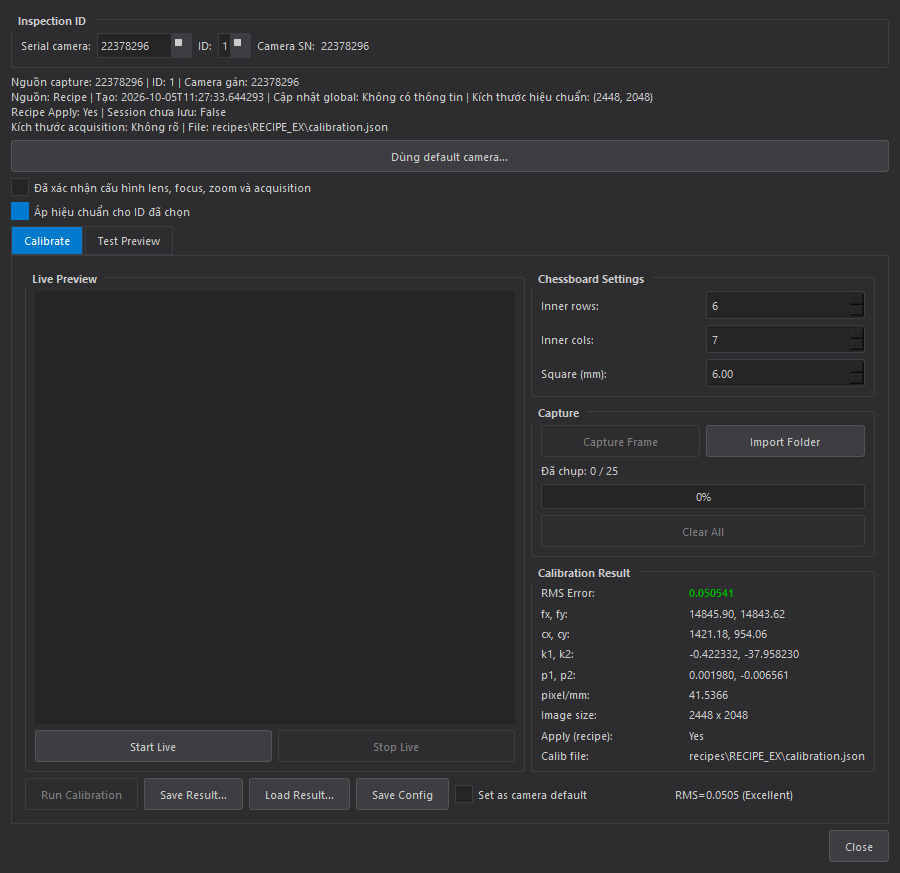 Inspection ID
Serial camera: 22378296 ID: 1 Camera SN: 22378296
Nguồn capture: 22378296 | ID: 1 | Camera gán: 22378296
Nguồn: Recipe | Tạo: 2026-10-05T11:27:33.644293 | Cập nhật global: Không có thông tin | Kích thước hiệu chuẩn: (2448, 2048)
Recipe Apply: Yes | Session chưa lưu: False
Kích thước acquisition: Không rõ | File: recipes\RECIPE_EX\calibration.json
Dùng default camera...
Đã xác nhận cấu hình lens, focus, zoom và acquisition
Áp hiệu chuẩn cho ID đã chọn
Calibrate Test Preview
Live Preview
Start Live Stop Live
Chessboard Settings
Inner rows: 6
Inner cols: 7
Square (mm): 6.00
Capture
Capture Frame Import Folder
Đã chụp: 0 / 25
0%
Clear All
Calibration Result
RMS Error: 0.050541
fx, fy: 14845.90, 14843.62
cx, cy: 1421.18, 954.06
k1, k2: -0.422332, -37.958230
p1, p2: 0.001980, -0.006561
pixel/mm: 41.5366
Image size: 2448 x 2048
Apply (recipe): Yes
Calib file: recipes\RECIPE_EX\calibration.json
Run Calibration Save Result... Load Result... Save Config Set as camera default RMS=0.0505 (Excellent)
Close